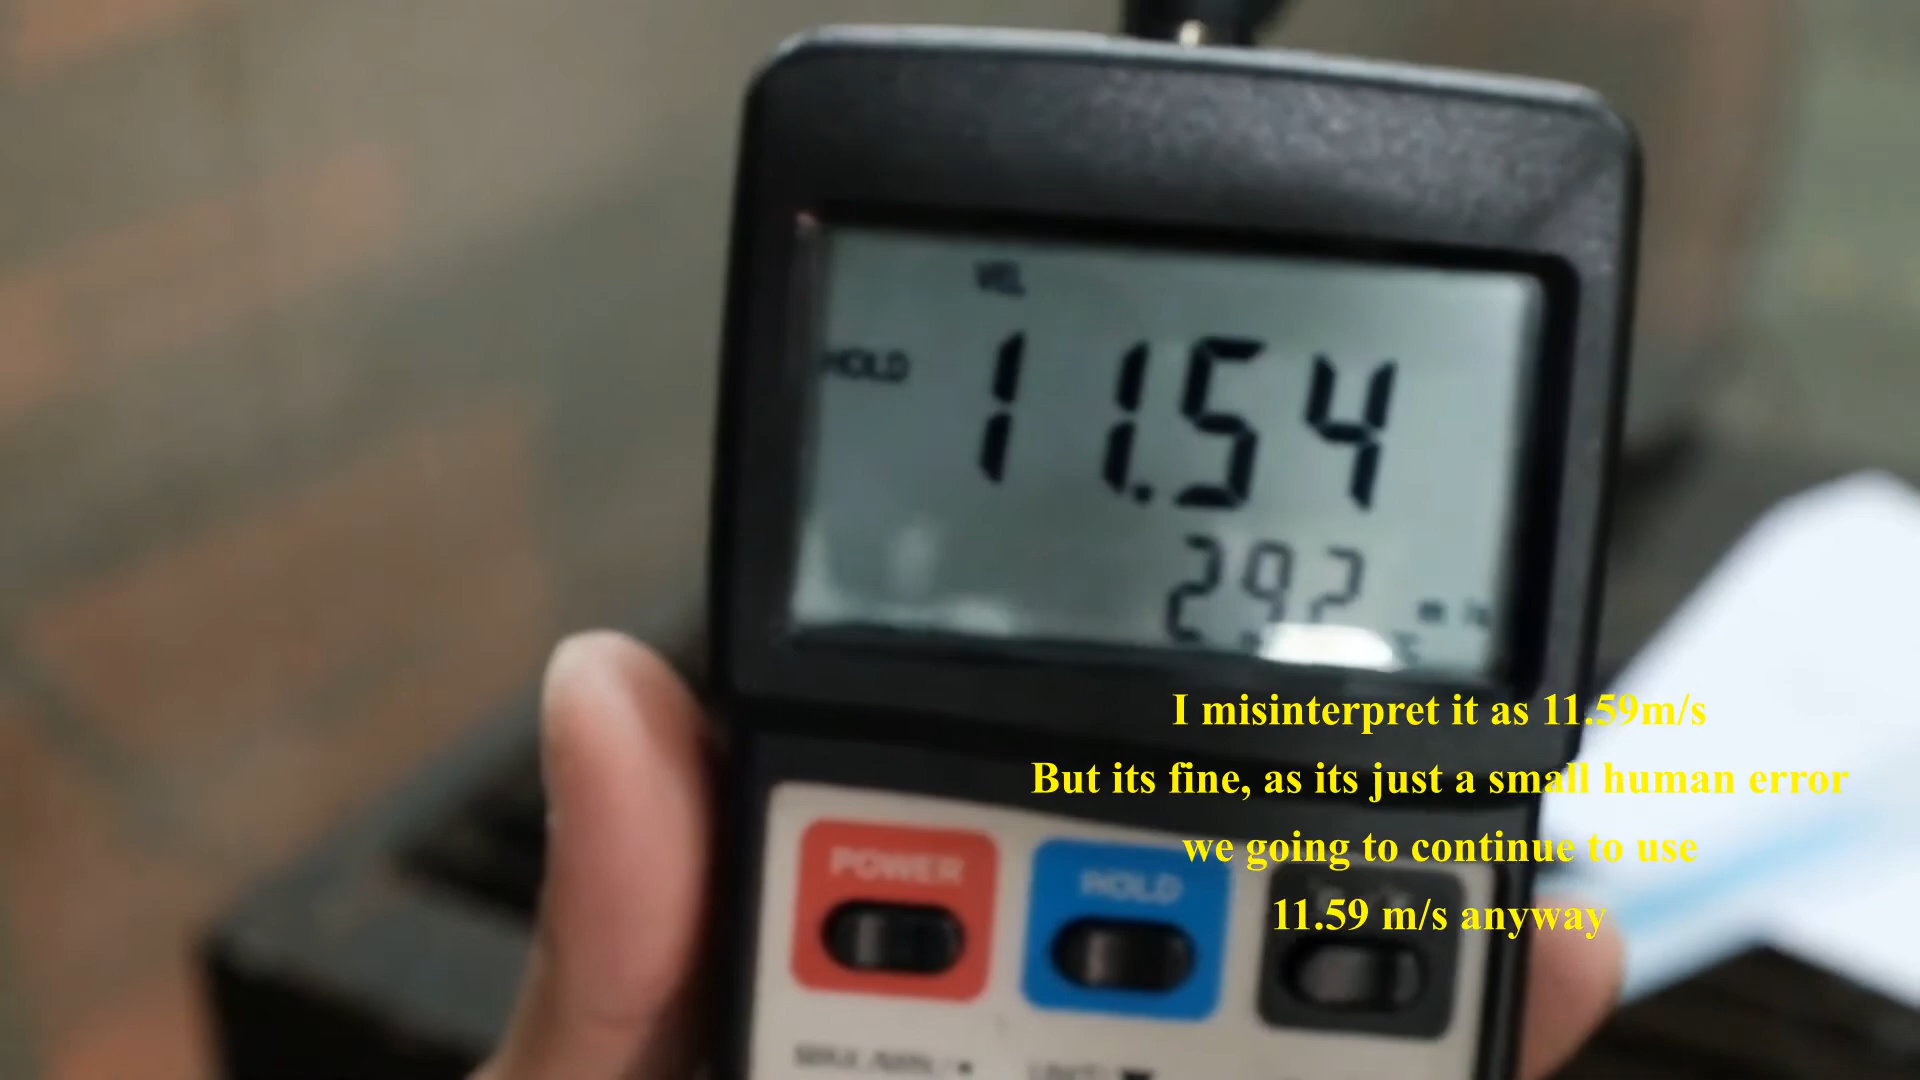 VEL
HOLD
11.54
29.2
m/s
°C
I misinterpret it as 11.59m/s
But its fine, as its just a small human error
we going to continue to use
11.59 m/s anyway
POWER
HOLD